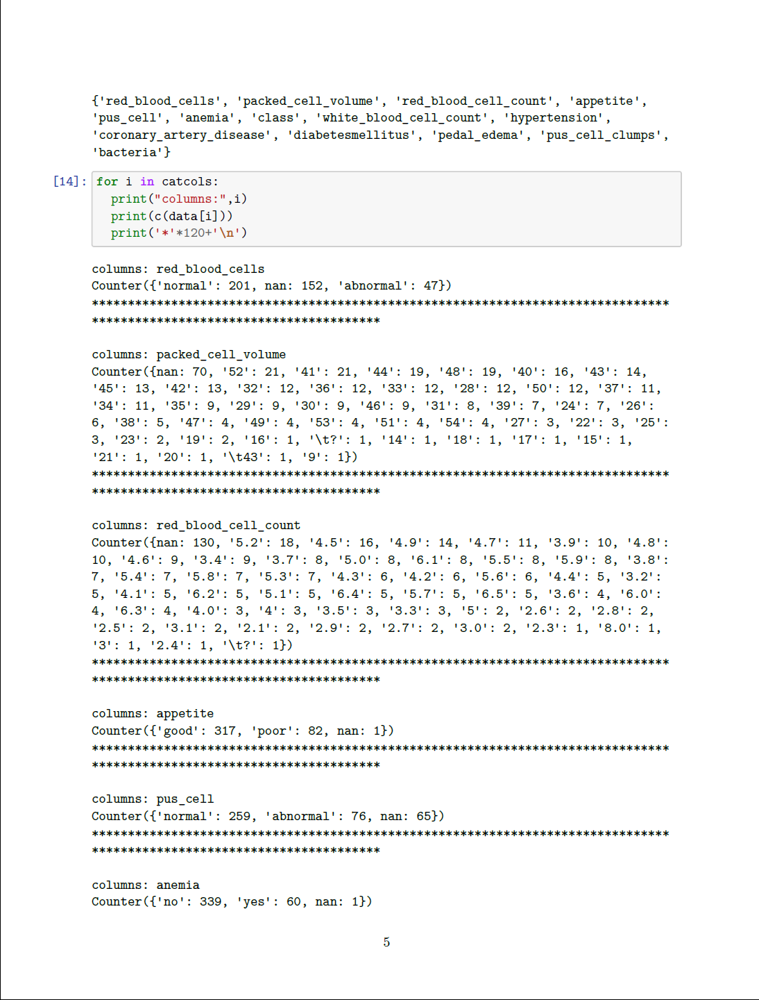 {'red_blood_cells', 'packed_cell_volume', 'red_blood_cell_count', 'appetite',
'pus_cell', 'anemia', 'class', 'white_blood_cell_count', 'hypertension',
'coronary_artery_disease', 'diabetesmellitus', 'pedal_edema', 'pus_cell_clumps',
'bacteria'}
[14]: for i in catcols:
  print("columns:",i)
  print(c(data[i]))
  print('*'*120+'\n')
columns: red_blood_cells
Counter({'normal': 201, nan: 152, 'abnormal': 47})
********************************************************************************
****************************************
columns: packed_cell_volume
Counter({nan: 70, '52': 21, '41': 21, '44': 19, '48': 19, '40': 16, '43': 14,
'45': 13, '42': 13, '32': 12, '36': 12, '33': 12, '28': 12, '50': 12, '37': 11,
'34': 11, '35': 9, '29': 9, '30': 9, '46': 9, '31': 8, '39': 7, '24': 7, '26':
6, '38': 5, '47': 4, '49': 4, '53': 4, '51': 4, '54': 4, '27': 3, '22': 3, '25':
3, '23': 2, '19': 2, '16': 1, '\t?': 1, '14': 1, '18': 1, '17': 1, '15': 1,
'21': 1, '20': 1, '\t43': 1, '9': 1})
********************************************************************************
****************************************
columns: red_blood_cell_count
Counter({nan: 130, '5.2': 18, '4.5': 16, '4.9': 14, '4.7': 11, '3.9': 10, '4.8':
10, '4.6': 9, '3.4': 9, '3.7': 8, '5.0': 8, '6.1': 8, '5.5': 8, '5.9': 8, '3.8':
7, '5.4': 7, '5.8': 7, '5.3': 7, '4.3': 6, '4.2': 6, '5.6': 6, '4.4': 5, '3.2':
5, '4.1': 5, '6.2': 5, '5.1': 5, '6.4': 5, '5.7': 5, '6.5': 5, '3.6': 4, '6.0':
4, '6.3': 4, '4.0': 3, '4': 3, '3.5': 3, '3.3': 3, '5': 2, '2.6': 2, '2.8': 2,
'2.5': 2, '3.1': 2, '2.1': 2, '2.9': 2, '2.7': 2, '3.0': 2, '2.3': 1, '8.0': 1,
'3': 1, '2.4': 1, '\t?': 1})
********************************************************************************
****************************************
columns: appetite
Counter({'good': 317, 'poor': 82, nan: 1})
********************************************************************************
****************************************
columns: pus_cell
Counter({'normal': 259, 'abnormal': 76, nan: 65})
********************************************************************************
****************************************
columns: anemia
Counter({'no': 339, 'yes': 60, nan: 1})
5